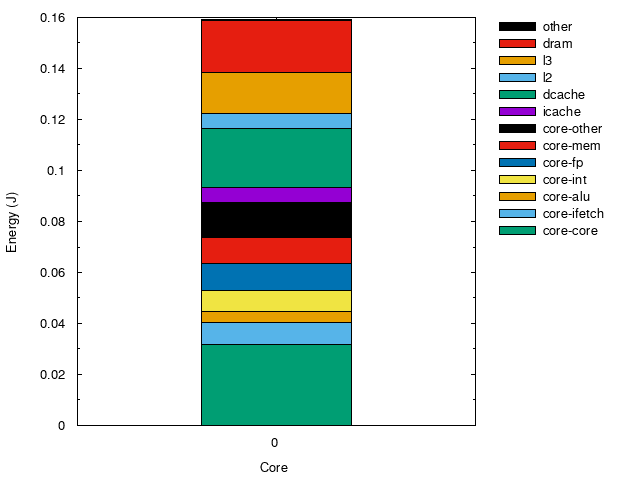 0.16
0.14
0.12
0.1
0.08
0.06
0.04
0.02
0
Energy (J)
0
Core
other
dram
l3
l2
dcache
icache
core-other
core-mem
core-fp
core-int
core-alu
core-ifetch
core-core